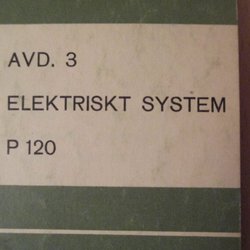 AVD. 3
ELEKTRISKT SYSTEM
P 120